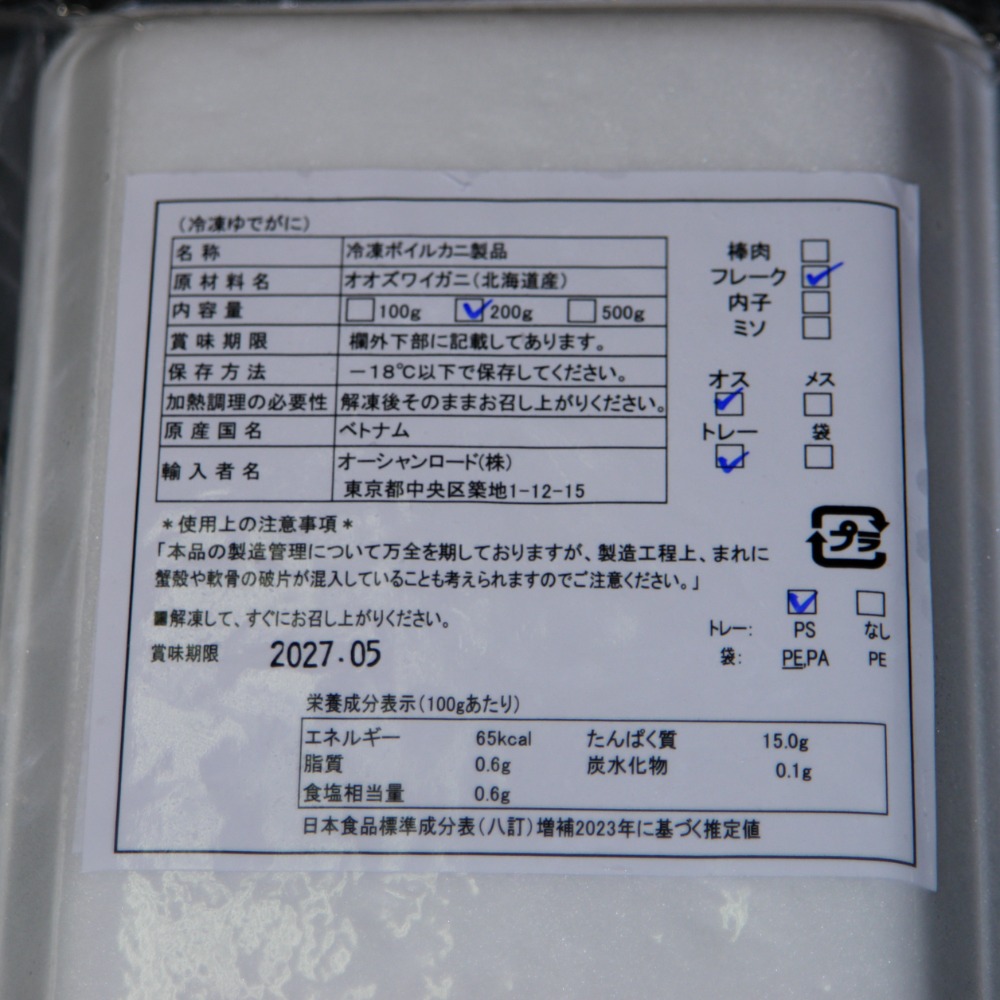 (冷凍ゆでがに)
名称 冷凍ボイルカニ製品
原材料名 オオズワイガニ(北海道産)
内容量 □100g ☑200g □500g
賞味期限 欄外下部に記載してあります。
保存方法 −18℃以下で保存してください。
加熱調理の必要性 解凍後そのままお召し上がりください。
原産国名 ベトナム
輸入者名 オーシャンロード(株)
東京都中央区築地1-12-15
棒肉 □
フレーク ☑
内子 □
ミソ □
オス ☑ メス □
トレー ☑ 袋 □
*使用上の注意事項*
「本品の製造管理について万全を期しておりますが、製造工程上、まれに
蟹殻や軟骨の破片が混入していることも考えられますのでご注意ください。」
プラ
■解凍して、すぐにお召し上がりください。
賞味期限 2027.05
☑ □
トレー: PS なし
袋: PE,PA PE
栄養成分表示(100gあたり)
エネルギー 65kcal たんぱく質 15.0g
脂質 0.6g 炭水化物 0.1g
食塩相当量 0.6g
日本食品標準成分表(八訂)増補2023年に基づく推定値